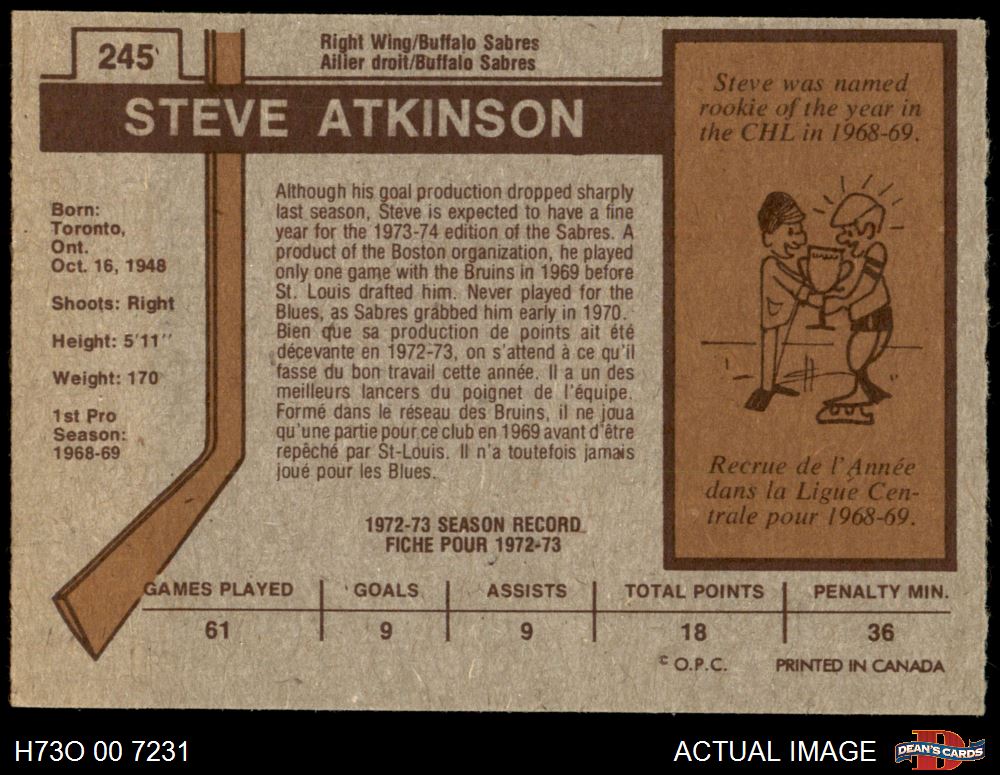 245
Right Wing/Buffalo Sabres
Ailier droit/Buffalo Sabres
STEVE ATKINSON
Born:
Toronto,
Ont.
Oct. 16, 1948
Shoots: Right
Height: 5'11''
Weight: 170
1st Pro
Season:
1968-69
Although his goal production dropped sharply
last season, Steve is expected to have a fine
year for the 1973-74 edition of the Sabres. A
product of the Boston organization, he played
only one game with the Bruins in 1969 before
St. Louis drafted him. Never played for the
Blues, as Sabres grabbed him early in 1970.
Bien que sa production de points ait été
décevante en 1972-73, on s'attend à ce qu'il
fasse du bon travail cette année. Il a un des
meilleurs lancers du poignet de l'équipe.
Formé dans le réseau des Bruins, il ne joua
qu'une partie pour ce club en 1969 avant d'être
repêché par St-Louis. Il n'a toutefois jamais
joué pour les Blues.
Steve was named
rookie of the year in
the CHL in 1968-69.
Recrue de l'Année
dans la Ligue Cen-
trale pour 1968-69.
1972-73 SEASON RECORD
FICHE POUR 1972-73
GAMES PLAYED GOALS ASSISTS TOTAL POINTS PENALTY MIN.
61 9 9 18 36
© O.P.C. PRINTED IN CANADA
H73O 00 7231 ACTUAL IMAGE DEAN'S CARDS